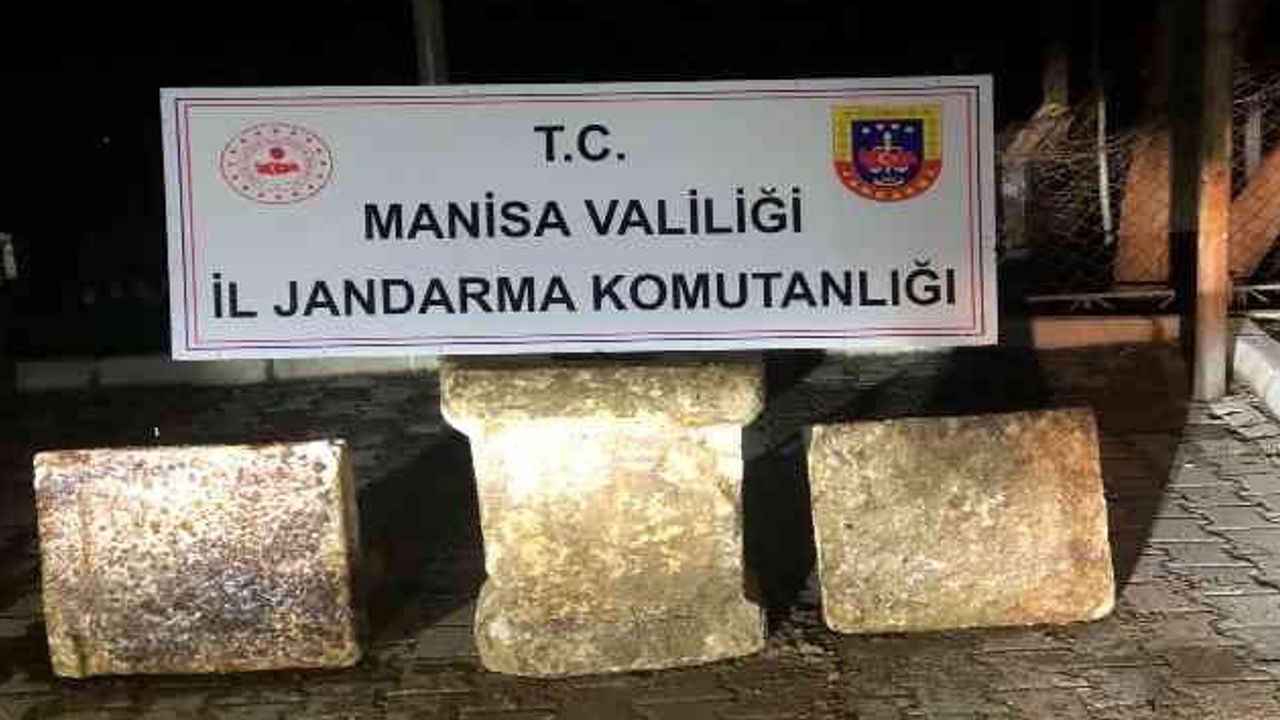 T.C.
MANİSA VALİLİĞİ
İL JANDARMA KOMUTANLIĞI